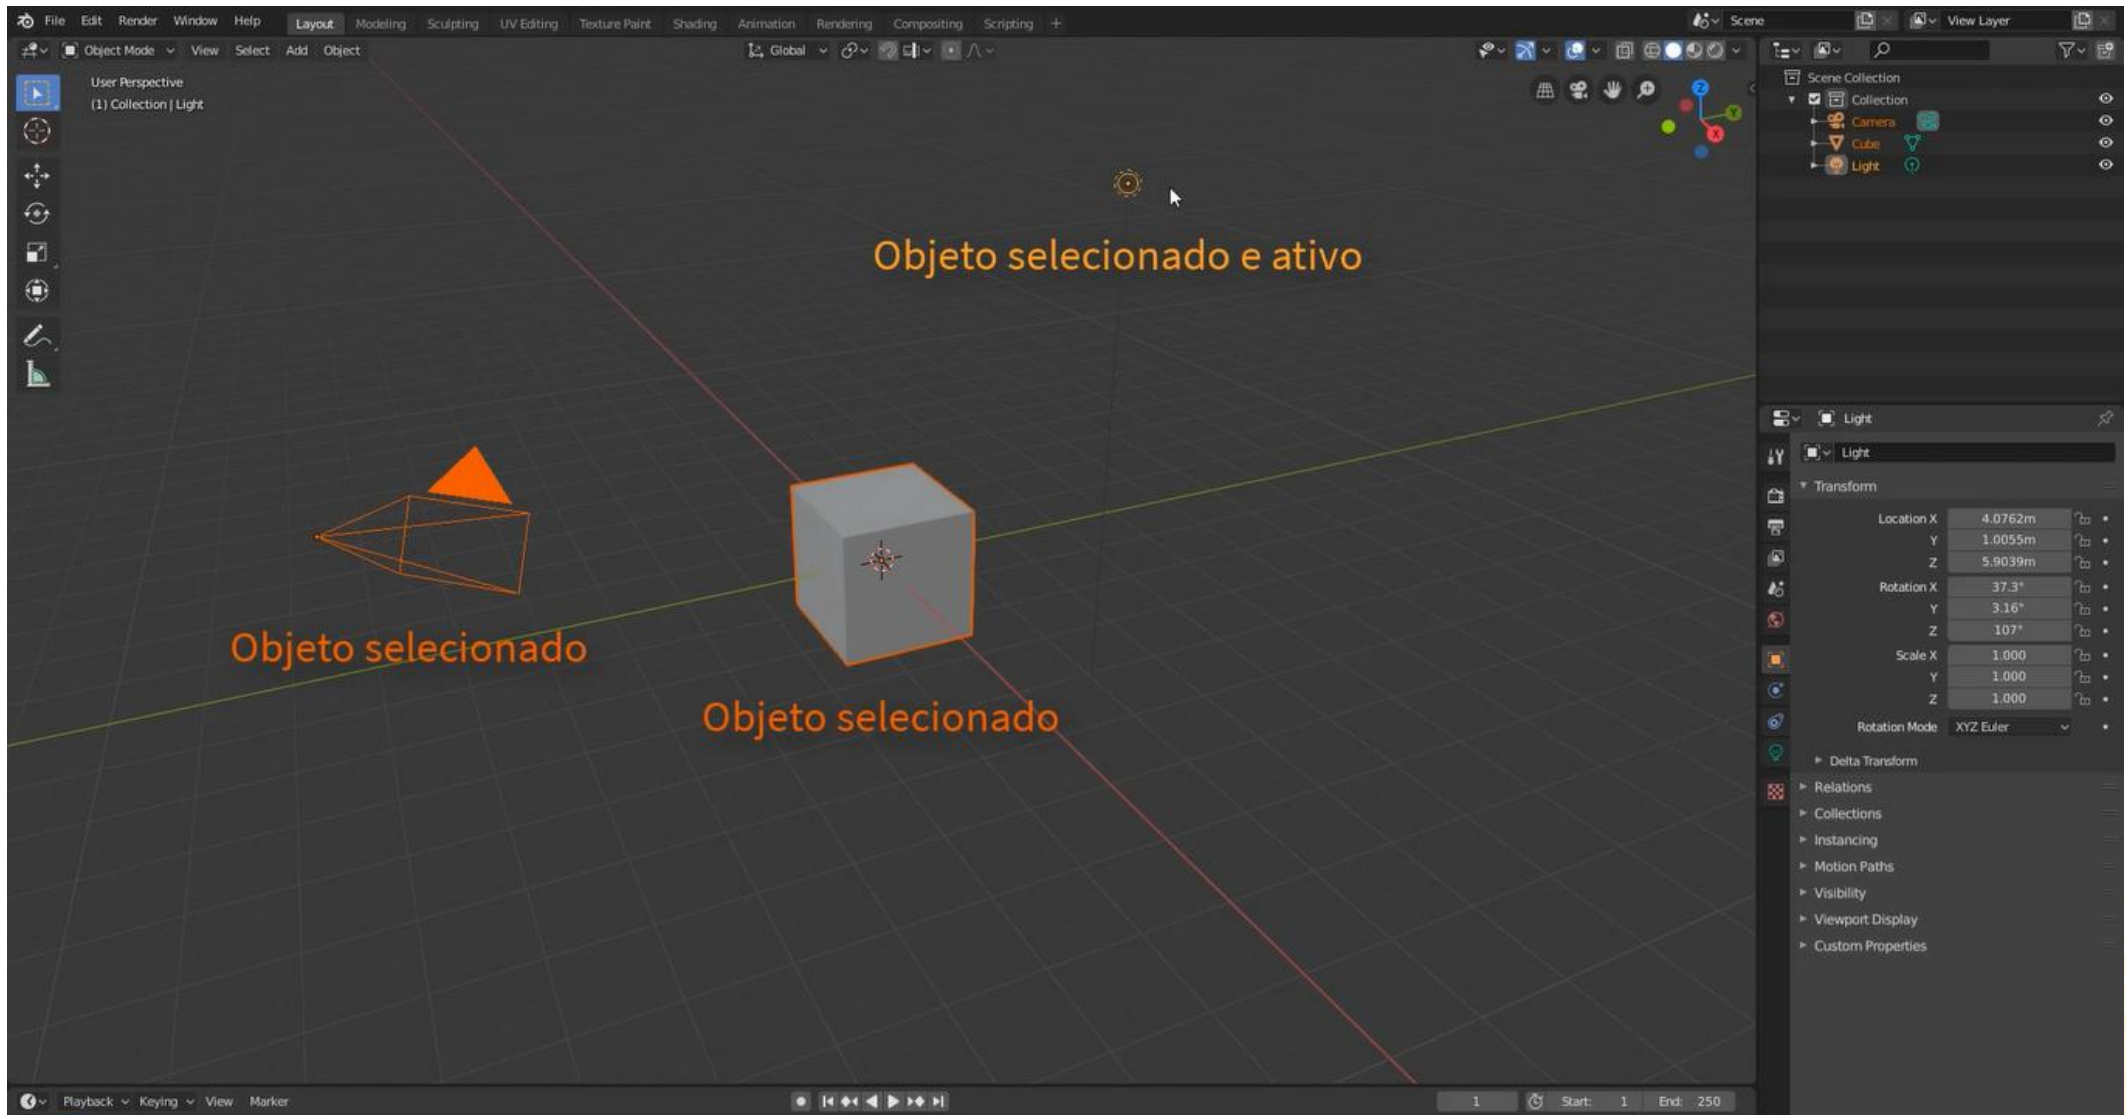 File Edit Render Window Help Layout Modeling Sculpting UV Editing Texture Paint Shading Animation Rendering Compositing Scripting + Scene View Layer
Object Mode View Select Add Object Global
User Perspective
(1) Collection | Light
Z
Y
X
Objeto selecionado e ativo
Objeto selecionado
Objeto selecionado
Scene Collection
Collection
Camera
Cube
Light
Light
Light
Transform
Location X 4.0762m
Y 1.0055m
Z 5.9039m
Rotation X 37.3°
Y 3.16°
Z 107°
Scale X 1.000
Y 1.000
Z 1.000
Rotation Mode XYZ Euler
Delta Transform
Relations
Collections
Instancing
Motion Paths
Visibility
Viewport Display
Custom Properties
Playback Keying View Marker 1 Start: 1 End: 250